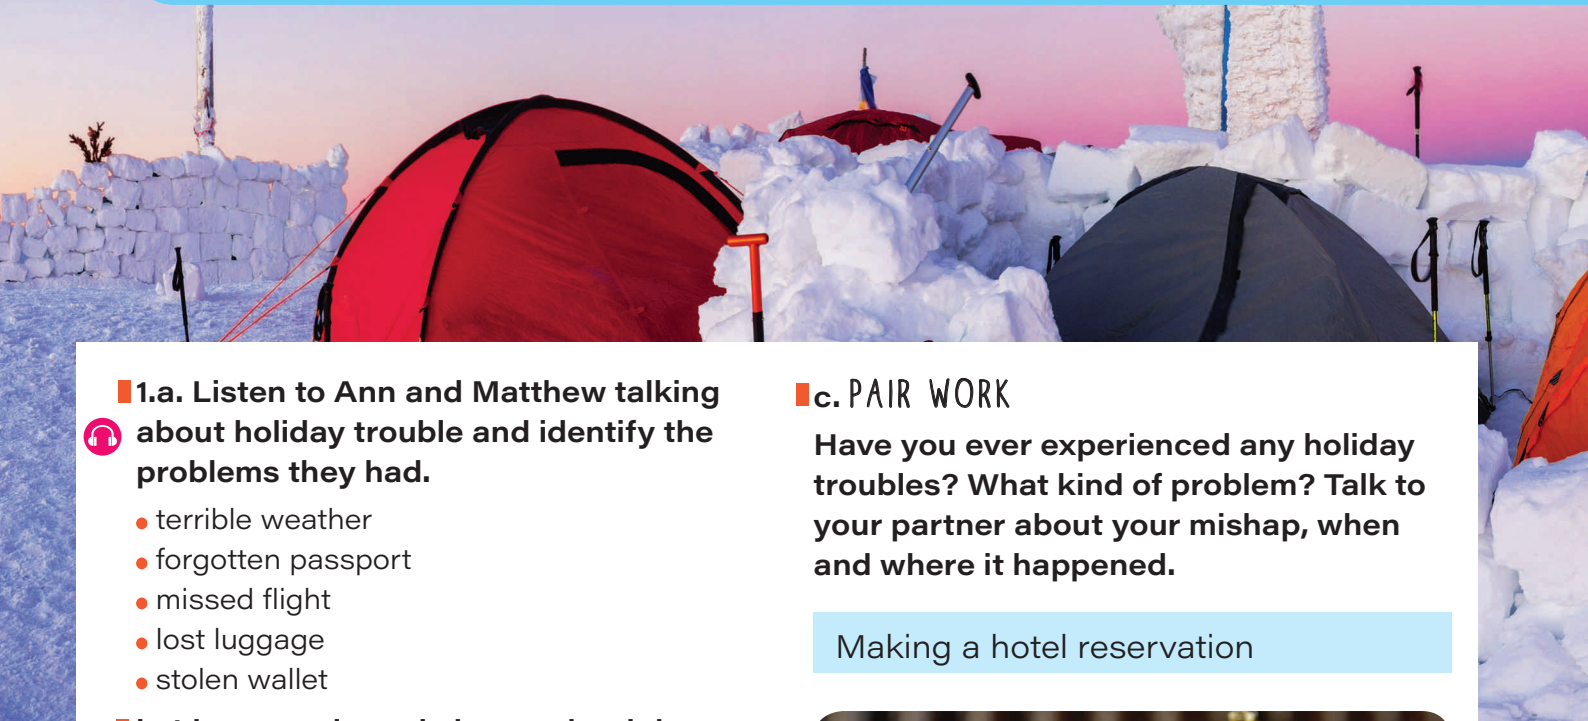 1.a. Listen to Ann and Matthew talking
about holiday trouble and identify the
problems they had.
• terrible weather
• forgotten passport
• missed flight
• lost luggage
• stolen wallet
c. PAIR WORK
Have you ever experienced any holiday
troubles? What kind of problem? Talk to
your partner about your mishap, when
and where it happened.
Making a hotel reservation